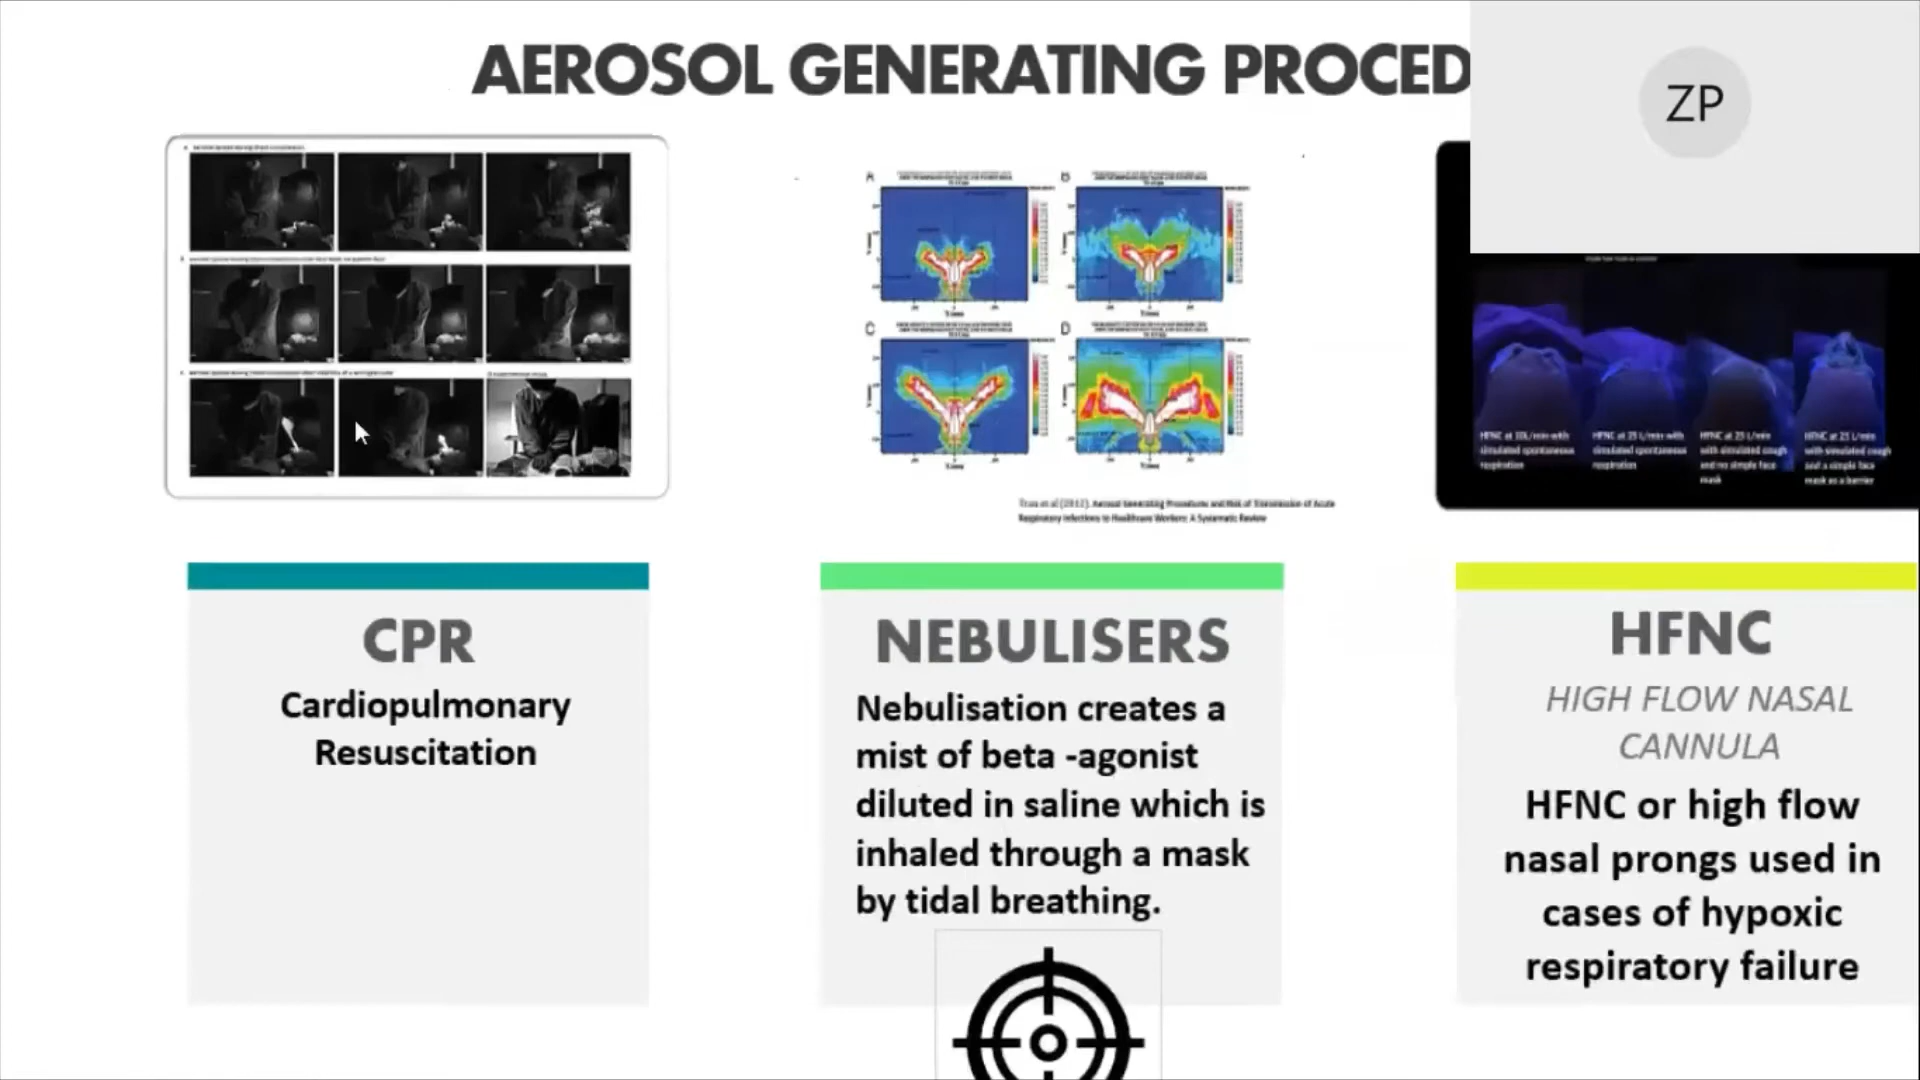 AEROSOL GENERATING PROCED
ZP
A
B
C
D
Tran et al (2012). Aerosol Generating Procedures and Risk of Transmission of Acute
Respiratory Infections to Healthcare Workers: A Systematic Review
HFNC at 10L/min with
simulated spontaneous
respiration
HFNC at 25 L/min with
simulated spontaneous
respiration
HFNC at 25 L/min
with simulated cough
and no simple face
mask
HFNC at 25 L/min
with simulated cough
and a simple face
mask as a barrier
CPR
Cardiopulmonary
Resuscitation
NEBULISERS
Nebulisation creates a
mist of beta -agonist
diluted in saline which is
inhaled through a mask
by tidal breathing.
HFNC
HIGH FLOW NASAL
CANNULA
HFNC or high flow
nasal prongs used in
cases of hypoxic
respiratory failure